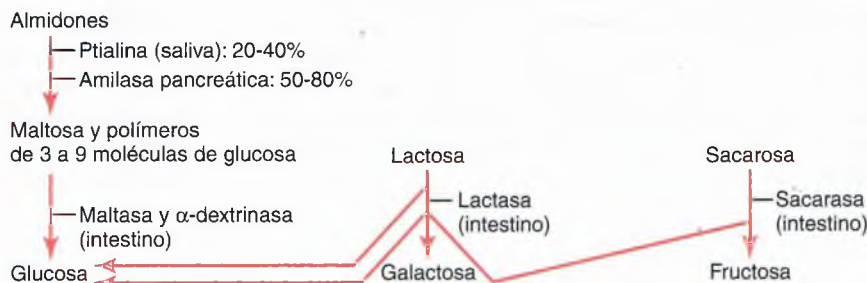 Almidones
Ptialina (saliva): 20-40%
Amilasa pancreática: 50-80%
Maltosa y polímeros
de 3 a 9 moléculas de glucosa
Lactosa
Sacarosa
Maltasa y α-dextrinasa
(intestino)
Lactasa
(intestino)
Sacarasa
(intestino)
Glucosa
Galactosa
Fructosa